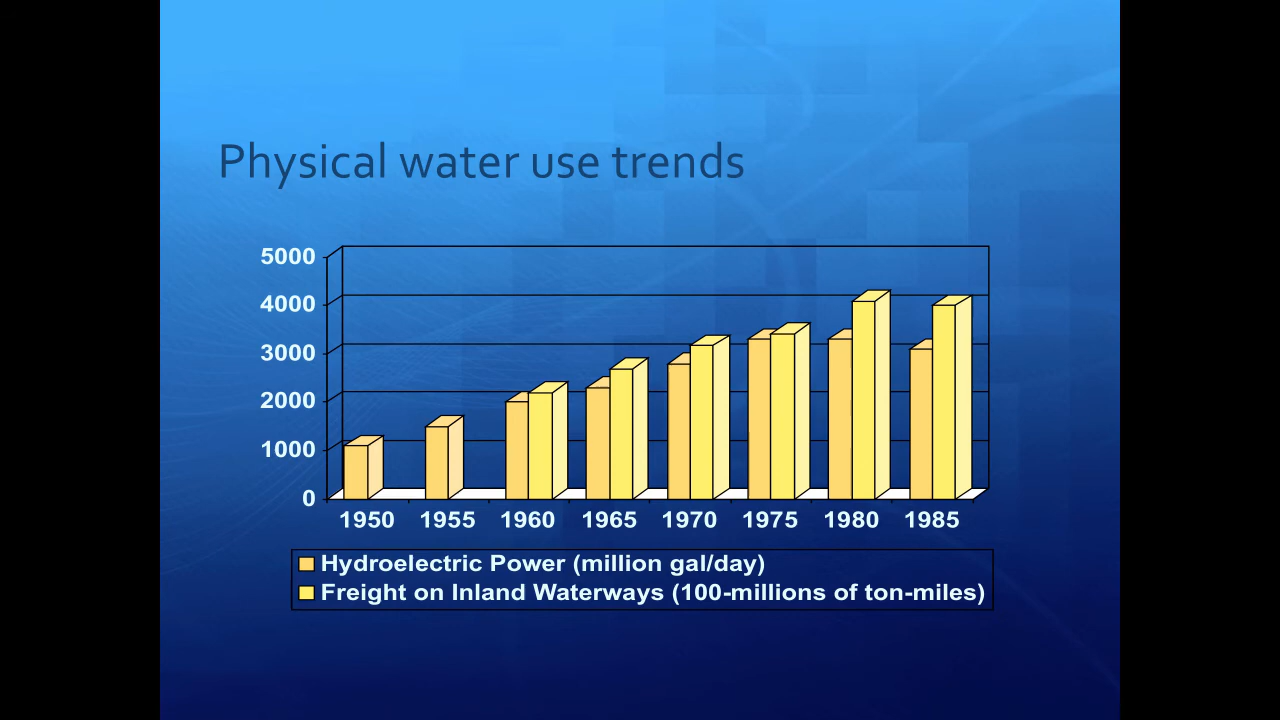 Physical water use trends
5000
4000
3000
2000
1000
0
1950 1955 1960 1965 1970 1975 1980 1985
Hydroelectric Power (million gal/day)
Freight on Inland Waterways (100-millions of ton-miles)